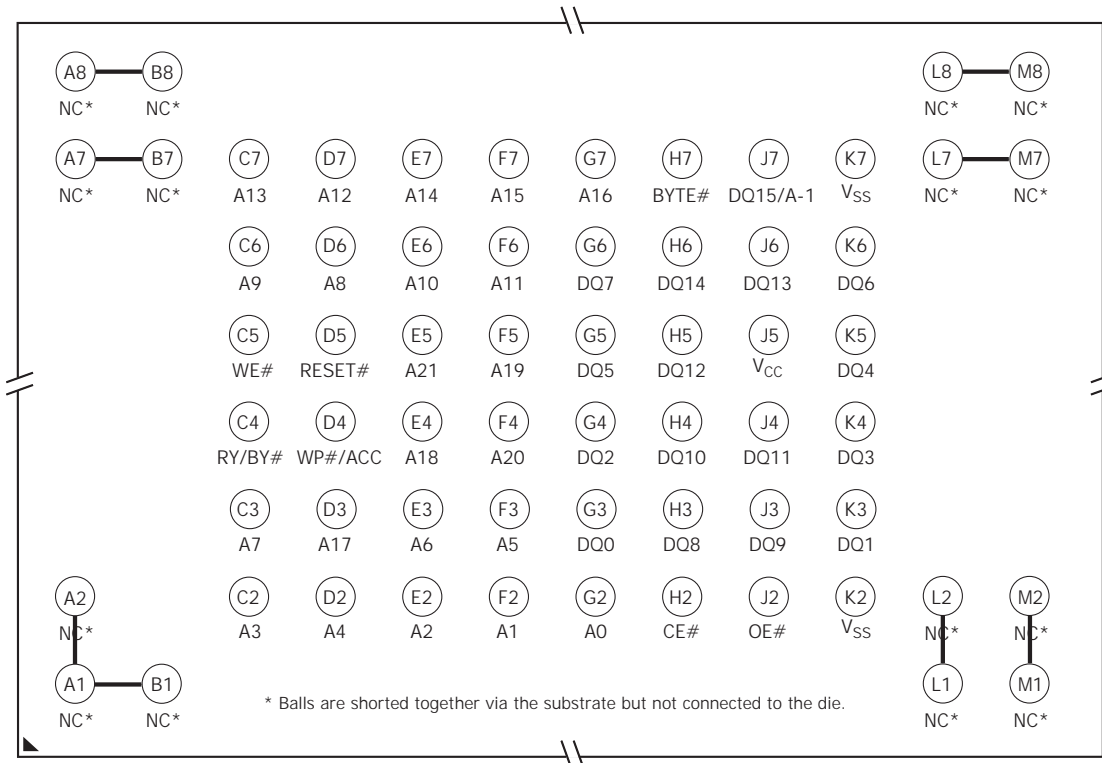 A8 B8 L8 M8
NC* NC* NC* NC*
A7 B7 C7 D7 E7 F7 G7 H7 J7 K7 L7 M7
NC* NC* A13 A12 A14 A15 A16 BYTE# DQ15/A-1 VSS NC* NC*
C6 D6 E6 F6 G6 H6 J6 K6
A9 A8 A10 A11 DQ7 DQ14 DQ13 DQ6
C5 D5 E5 F5 G5 H5 J5 K5
WE# RESET# A21 A19 DQ5 DQ12 VCC DQ4
C4 D4 E4 F4 G4 H4 J4 K4
RY/BY# WP#/ACC A18 A20 DQ2 DQ10 DQ11 DQ3
C3 D3 E3 F3 G3 H3 J3 K3
A7 A17 A6 A5 DQ0 DQ8 DQ9 DQ1
A2 C2 D2 E2 F2 G2 H2 J2 K2 L2 M2
NC* A3 A4 A2 A1 A0 CE# OE# VSS NC* NC*
A1 B1 L1 M1
NC* NC* NC* NC*
* Balls are shorted together via the substrate but not connected to the die.